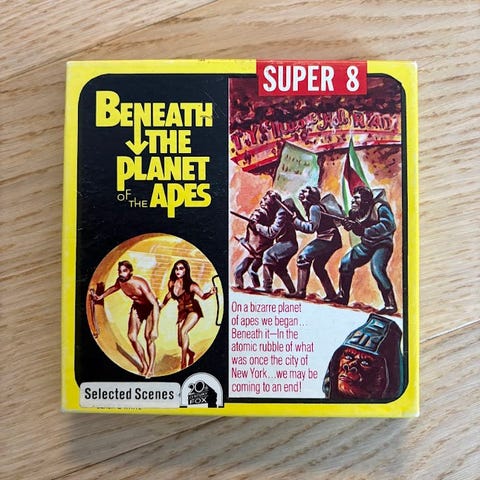 SUPER 8
BENEATH
THE
PLANET
OF THE APES
On a bizarre planet
of apes we began...
Beneath it—In the
atomic rubble of what
was once the city of
New York...we may be
coming to an end!
Selected Scenes
20
CENTURY
FOX